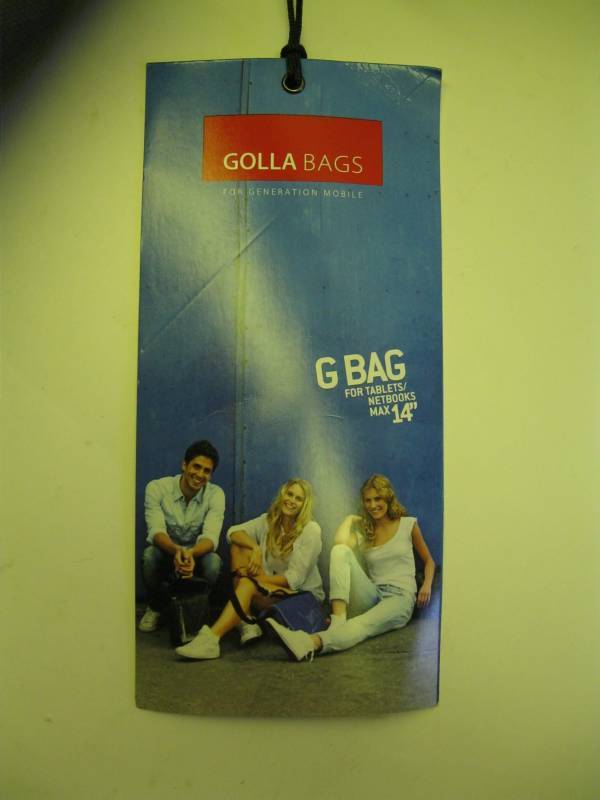 GOLLA BAGS
FOR GENERATION MOBILE
G BAG
FOR TABLETS/
NETBOOKS
MAX 14"